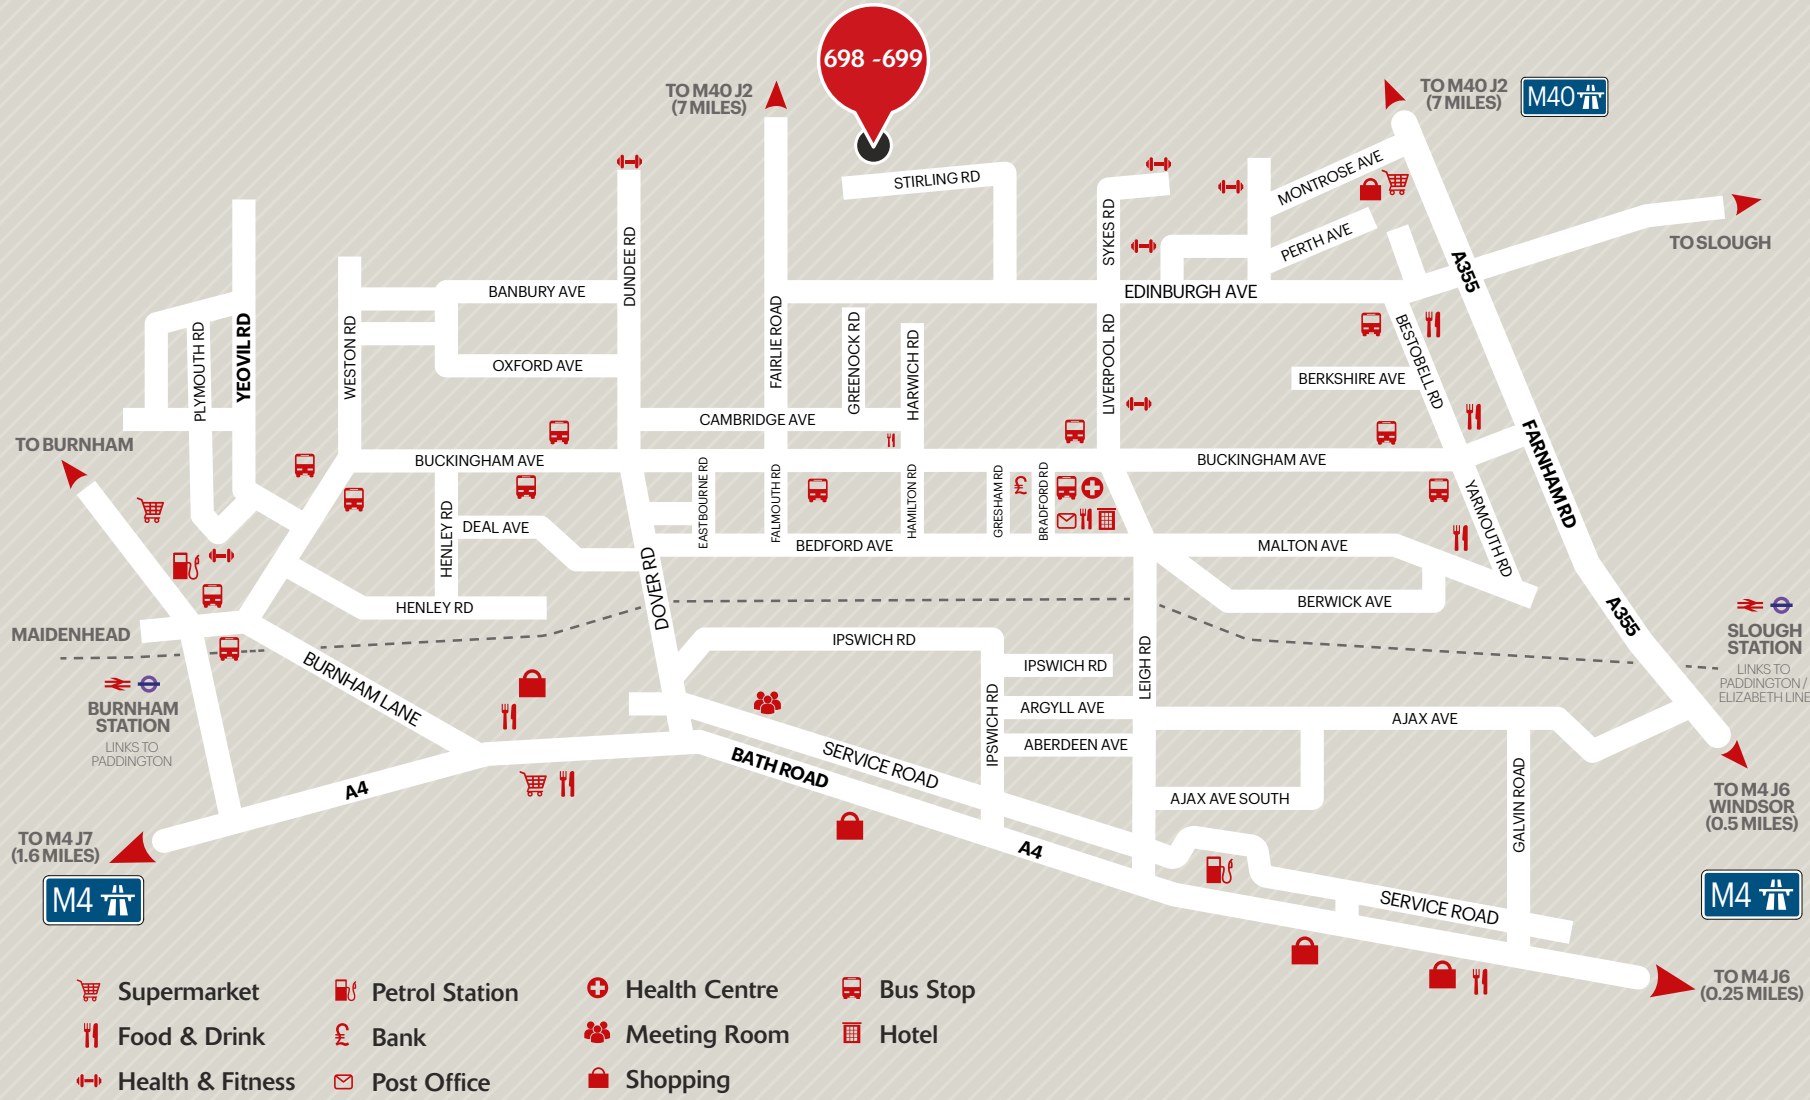 698 -699
TO M40 J2
(7 MILES)
TO M40 J2
(7 MILES)
M40
STIRLING RD
MONTROSE AVE
PERTH AVE
SYKES RD
TO SLOUGH
A355
DUNDEE RD
BANBURY AVE
EDINBURGH AVE
PLYMOUTH RD
YEOVIL RD
WESTON RD
OXFORD AVE
FAIRLIE ROAD
GREENOCK RD
HARWICH RD
LIVERPOOL RD
BESTOBELL RD
BERKSHIRE AVE
CAMBRIDGE AVE
TO BURNHAM
BUCKINGHAM AVE
BUCKINGHAM AVE
FARNHAM RD
HENLEY RD
DEAL AVE
EASTBOURNE RD
FALMOUTH RD
HAMILTON RD
GRESHAM RD
BRADFORD RD
YARMOUTH RD
BEDFORD AVE
MALTON AVE
DOVER RD
HENLEY RD
BERWICK AVE
A355
MAIDENHEAD
SLOUGH
STATION
LINKS TO
PADDINGTON /
ELIZABETH LINE
BURNHAM
STATION
LINKS TO
PADDINGTON
BURNHAM LANE
IPSWICH RD
IPSWICH RD
IPSWICH RD
LEIGH RD
ARGYLL AVE
ABERDEEN AVE
AJAX AVE
AJAX AVE SOUTH
GALVIN ROAD
SERVICE ROAD
BATH ROAD
A4
A4
SERVICE ROAD
TO M4 J6
WINDSOR
(0.5 MILES)
TO M4 J7
(1.6 MILES)
M4
M4
TO M4 J6
(0.25 MILES)
Supermarket
Petrol Station
Health Centre
Bus Stop
Food & Drink
Bank
Meeting Room
Hotel
Health & Fitness
Post Office
Shopping